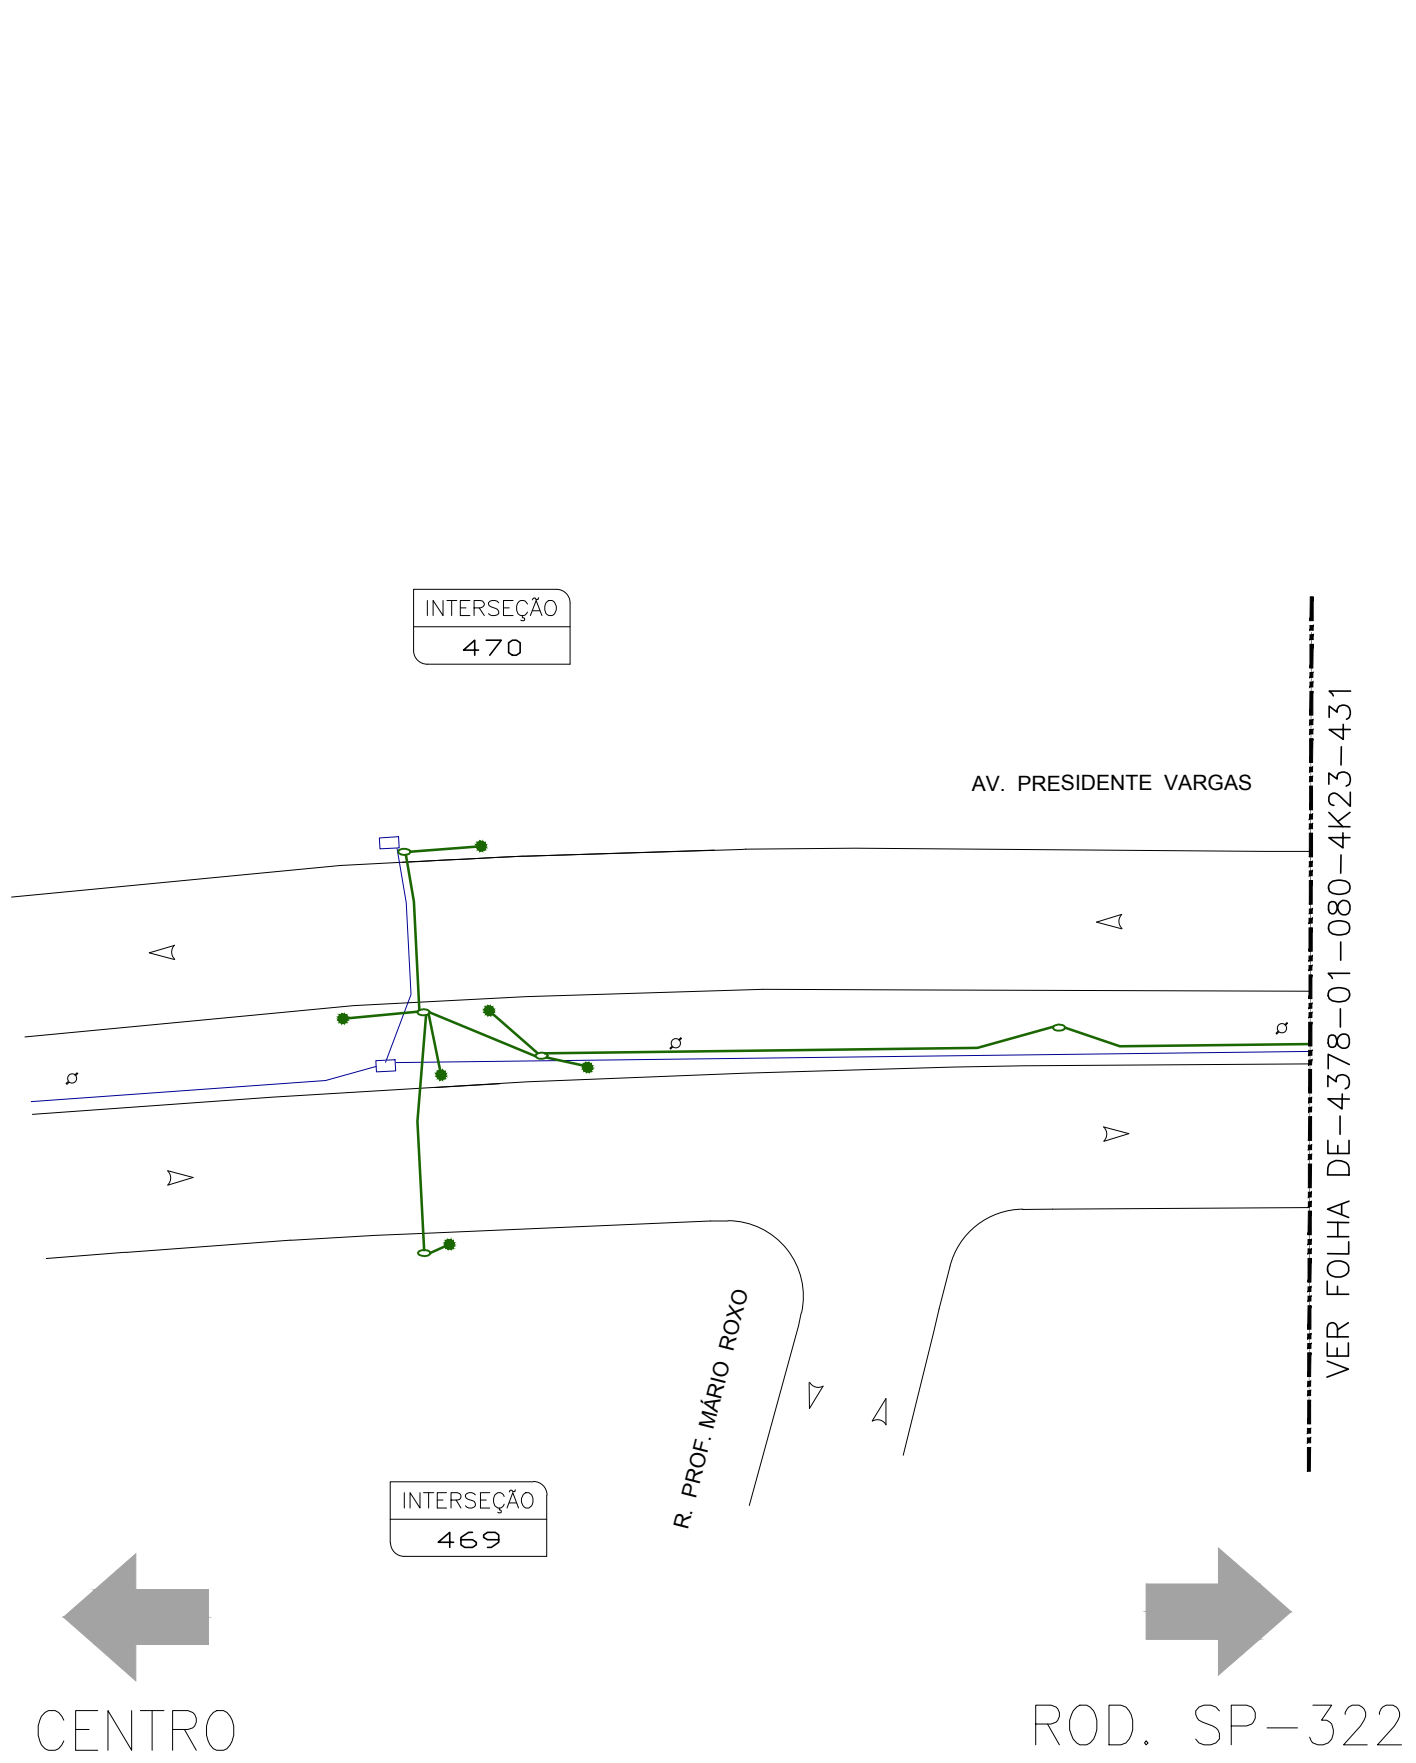 INTERSEÇÃO
470
AV. PRESIDENTE VARGAS
VER FOLHA DE-4378-01-080-4K23-431
R. PROF. MÁRIO ROXO
INTERSEÇÃO
469
CENTRO
ROD. SP-322